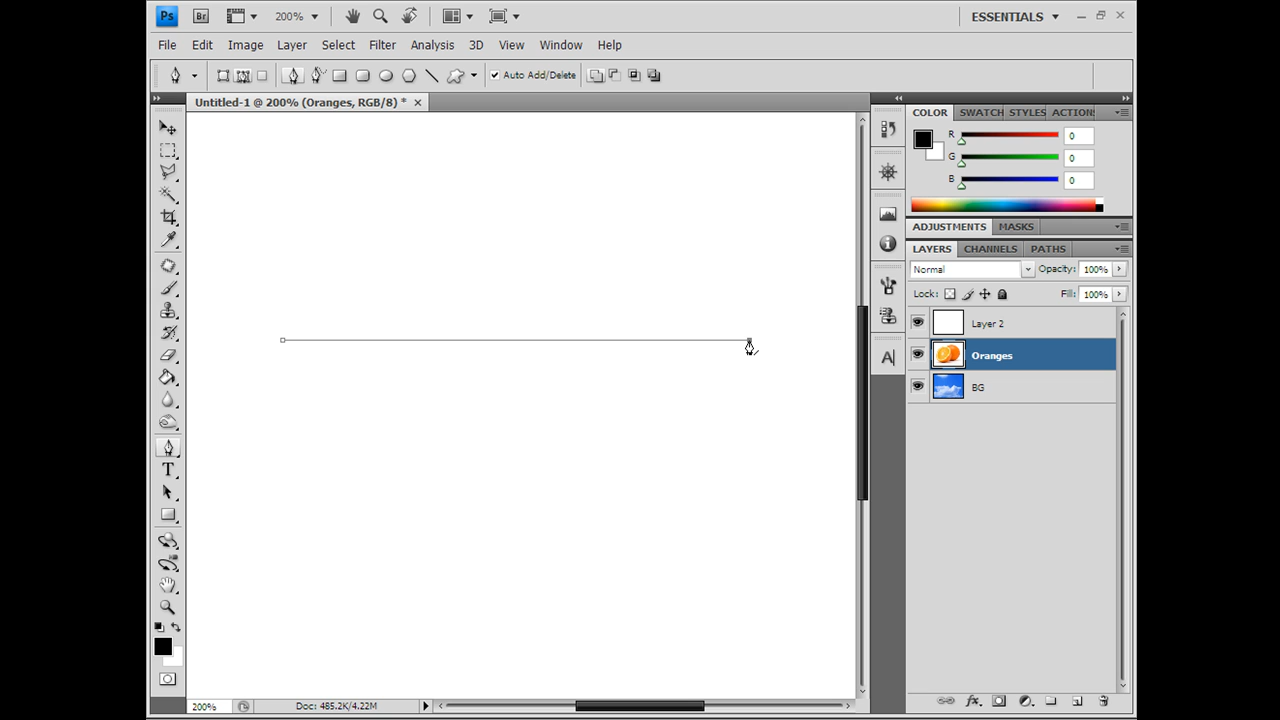 Ps Br 200% ESSENTIALS
File Edit Image Layer Select Filter Analysis 3D View Window Help
Auto Add/Delete
Untitled-1 @ 200% (Oranges, RGB/8) *
COLOR SWATCH STYLES ACTION
R 0
G 0
B 0
ADJUSTMENTS MASKS
LAYERS CHANNELS PATHS
Normal Opacity: 100%
Lock: Fill: 100%
Layer 2
Oranges
BG
A
T
fx
200% Doc: 485.2K/4.22M